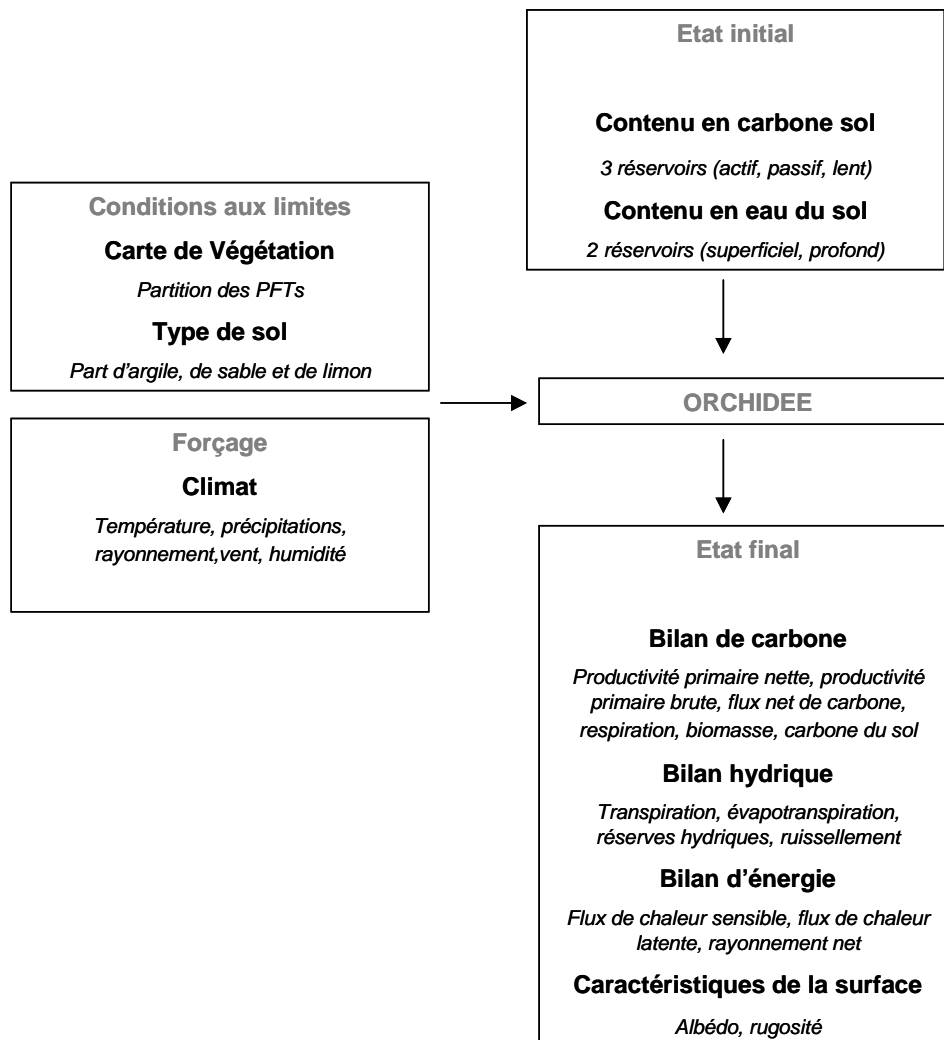 Etat initial
Contenu en carbone sol
3 réservoirs (actif, passif, lent)
Contenu en eau du sol
2 réservoirs (superficiel, profond)
Conditions aux limites
Carte de Végétation
Partition des PFTs
Type de sol
Part d'argile, de sable et de limon
Forçage
Climat
Température, précipitations,
rayonnement,vent, humidité
ORCHIDEE
Etat final
Bilan de carbone
Productivité primaire nette, productivité
primaire brute, flux net de carbone,
respiration, biomasse, carbone du sol
Bilan hydrique
Transpiration, évapotranspiration,
réserves hydriques, ruissellement
Bilan d'énergie
Flux de chaleur sensible, flux de chaleur
latente, rayonnement net
Caractéristiques de la surface
Albédo, rugosité